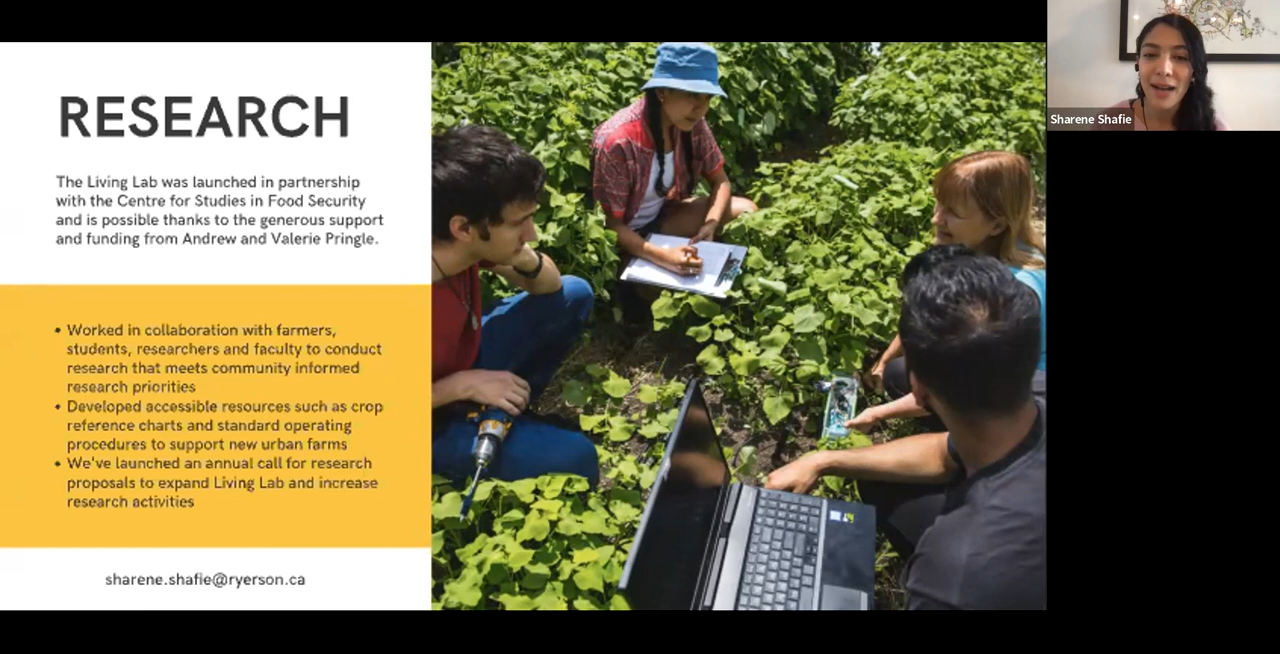 RESEARCH
The Living Lab was launched in partnership
with the Centre for Studies in Food Security
and is possible thanks to the generous support
and funding from Andrew and Valerie Pringle.
• Worked in collaboration with farmers,
students, researchers and faculty to conduct
research that meets community informed
research priorities
• Developed accessible resources such as crop
reference charts and standard operating
procedures to support new urban farms
• We've launched an annual call for research
proposals to expand Living Lab and increase
research activities
sharene.shafie@ryerson.ca
Sharene Shafie